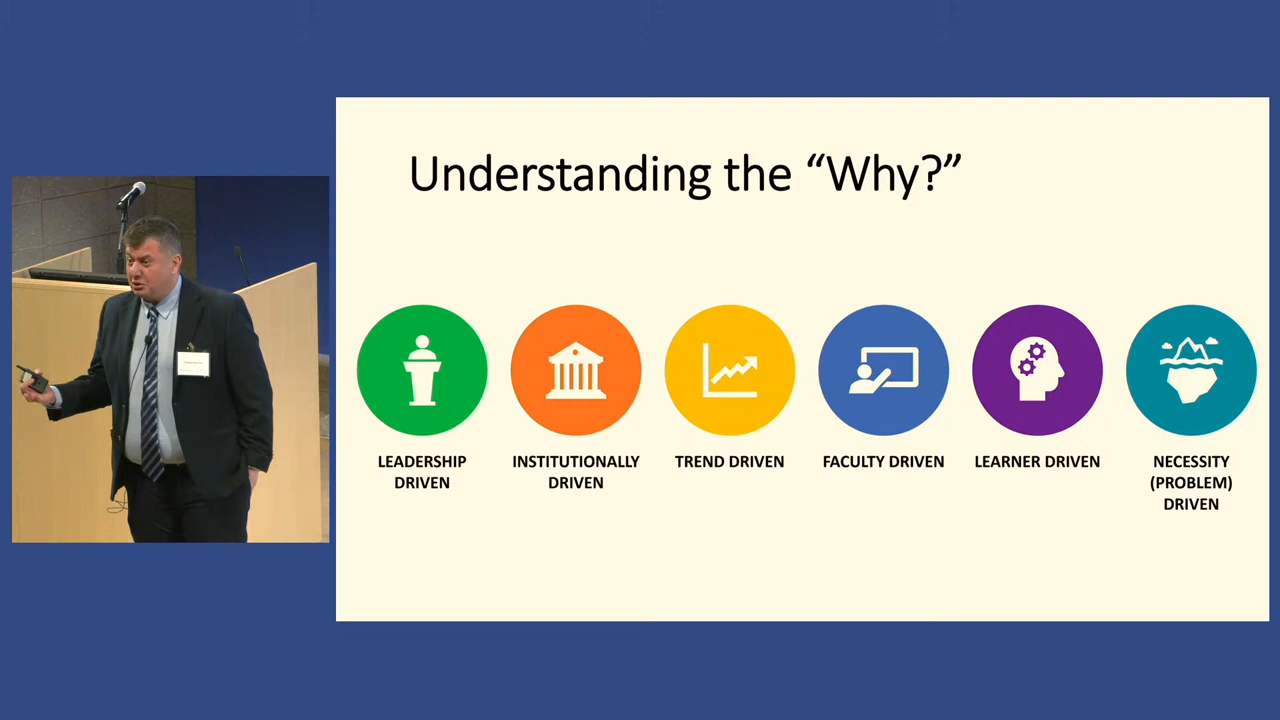 Understanding the “Why?”
LEADERSHIP
DRIVEN
INSTITUTIONALLY
DRIVEN
TREND DRIVEN
FACULTY DRIVEN
LEARNER DRIVEN
NECESSITY
(PROBLEM)
DRIVEN